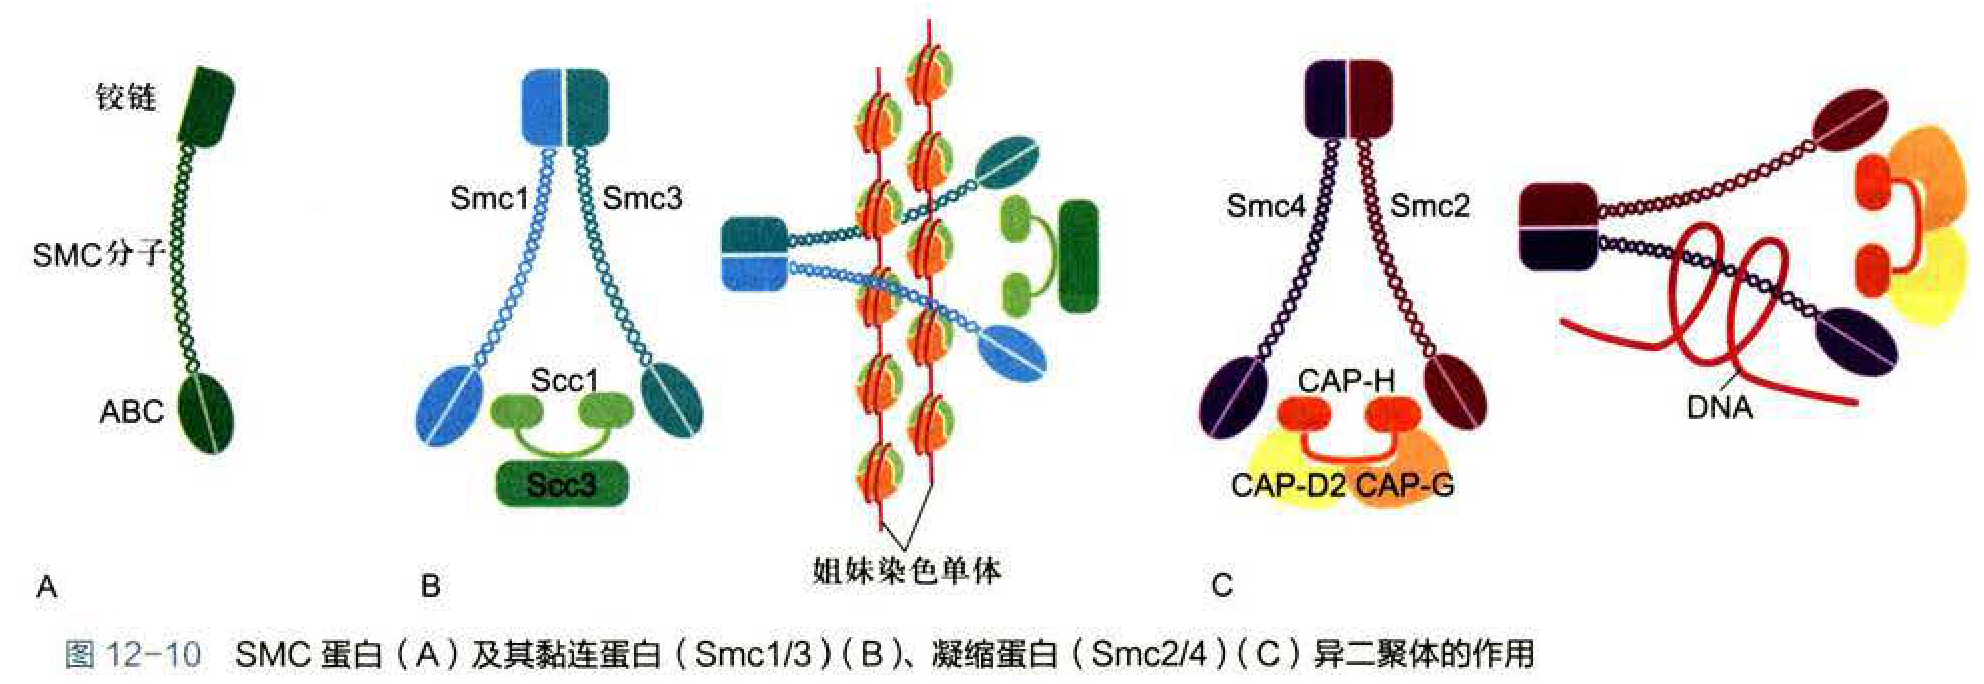 铰链
SMC分子
ABC
A
Smc1
Smc3
Scc1
Scc3
姐妹染色单体
B
Smc4
Smc2
CAP-H
CAP-D2 CAP-G
DNA
C
图 12-10 SMC 蛋白（A）及其黏连蛋白（Smc1/3）（B）、凝缩蛋白（Smc2/4）（C）异二聚体的作用